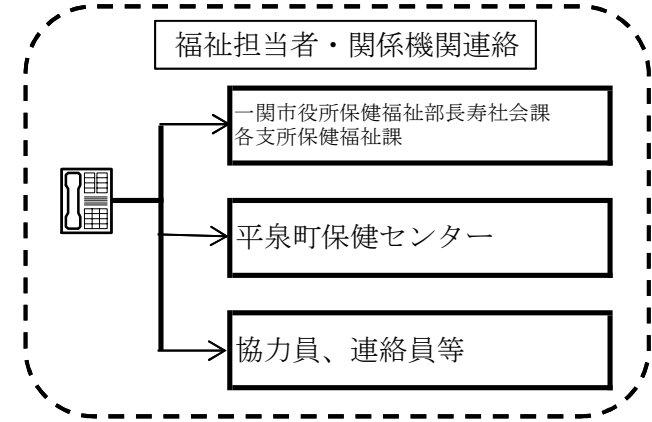 福祉担当者・関係機関連絡
一関市役所保健福祉部長寿社会課
各支所保健福祉課
平泉町保健センター
協力員、連絡員等